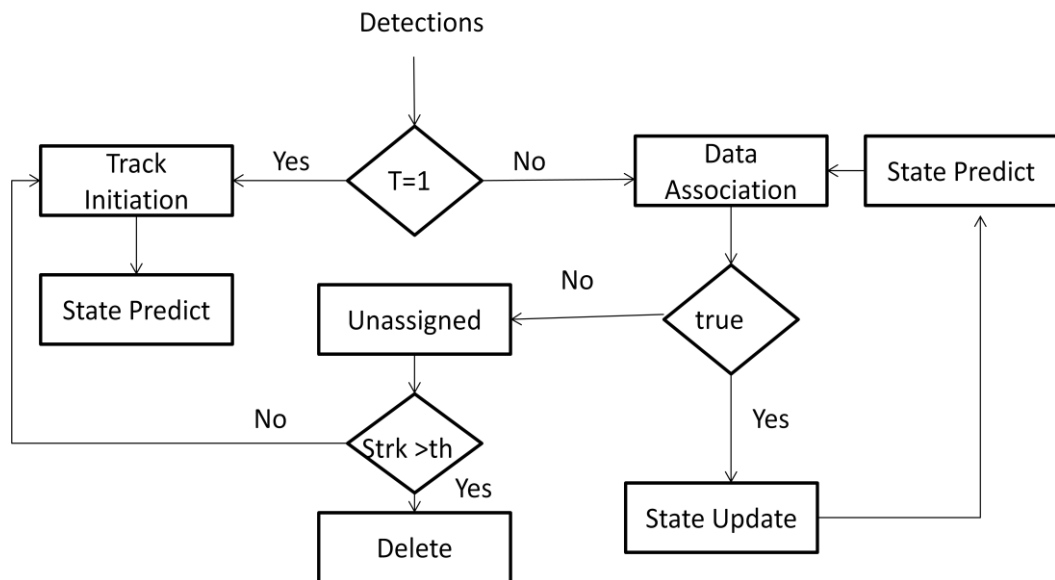 Detections
Track
Initiation
Yes
T=1
No
Data
Association
State Predict
State Predict
Unassigned
No
true
No
Strk >th
Yes
Yes
Delete
State Update